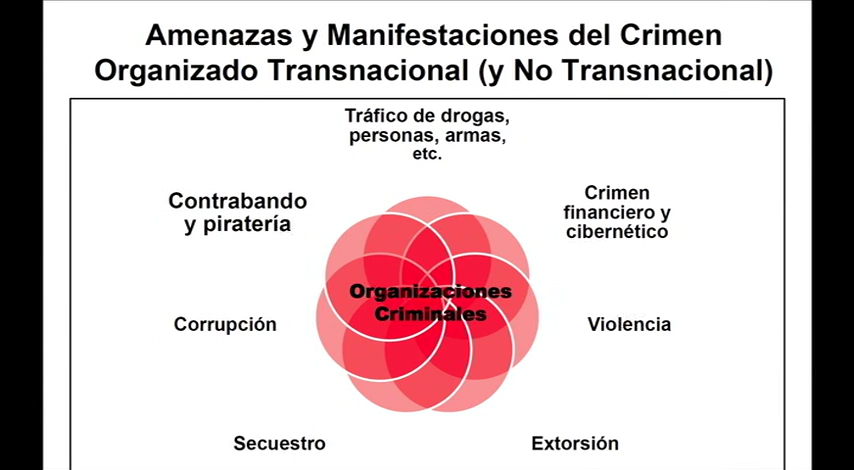 Amenazas y Manifestaciones del Crimen
Organizado Transnacional (y No Transnacional)
Tráfico de drogas,
personas, armas,
etc.
Contrabando
y piratería
Crimen
financiero y
cibernético
Organizaciones
Criminales
Corrupción
Violencia
Secuestro
Extorsión